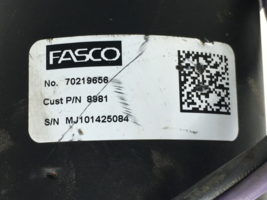 FASCO
No. 70219656
Cust P/N 8981
S/N MJ101425084